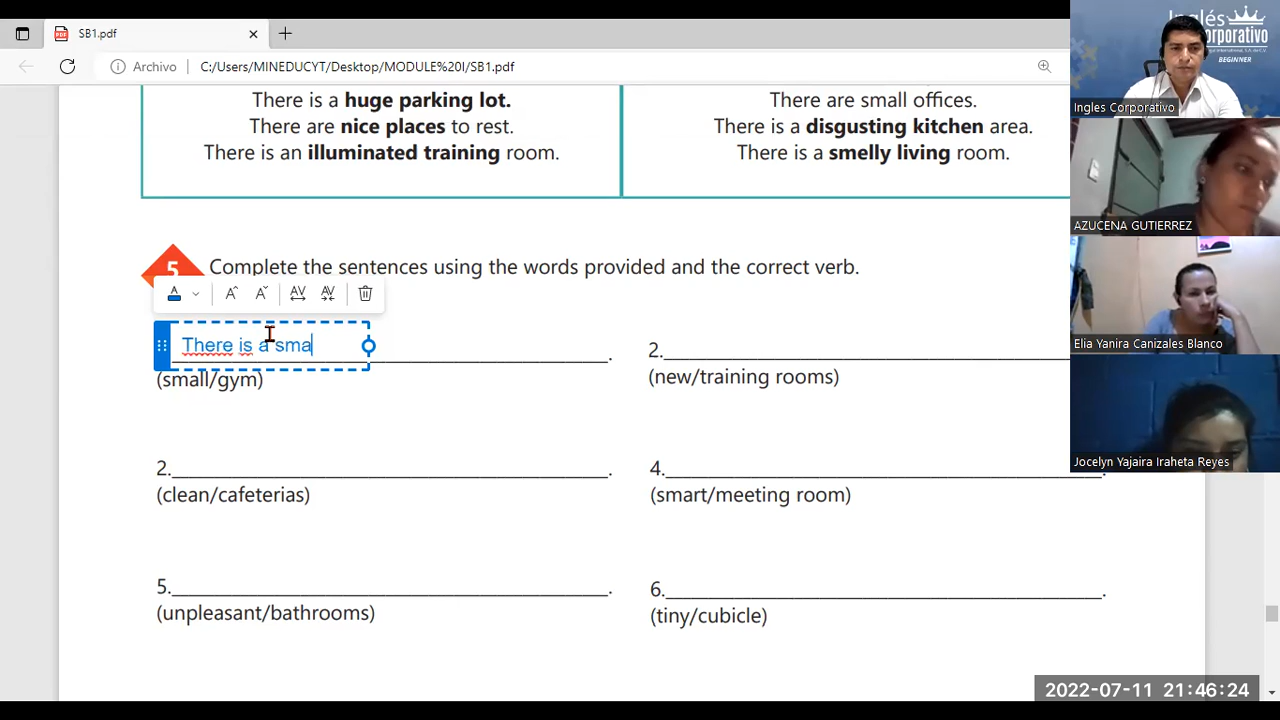 SB1.pdf
Archivo
C:/Users/MINEDUCYT/Desktop/MODULE%20I/SB1.pdf
There is a huge parking lot.
There are nice places to rest.
There is an illuminated training room.
There are small offices.
There is a disgusting kitchen area.
There is a smelly living room.
5 Complete the sentences using the words provided and the correct verb.
There is a sma
(small/gym)
2.
(new/training rooms)
2.
(clean/cafeterias)
4.
(smart/meeting room)
5.
(unpleasant/bathrooms)
6.
(tiny/cubicle)
Inglés
Corporativo
BEGINNER
Ingles Corporativo
AZUCENA GUTIERREZ
Elia Yanira Canizales Blanco
Jocelyn Yajaira Iraheta Reyes
2022-07-11 21:46:24